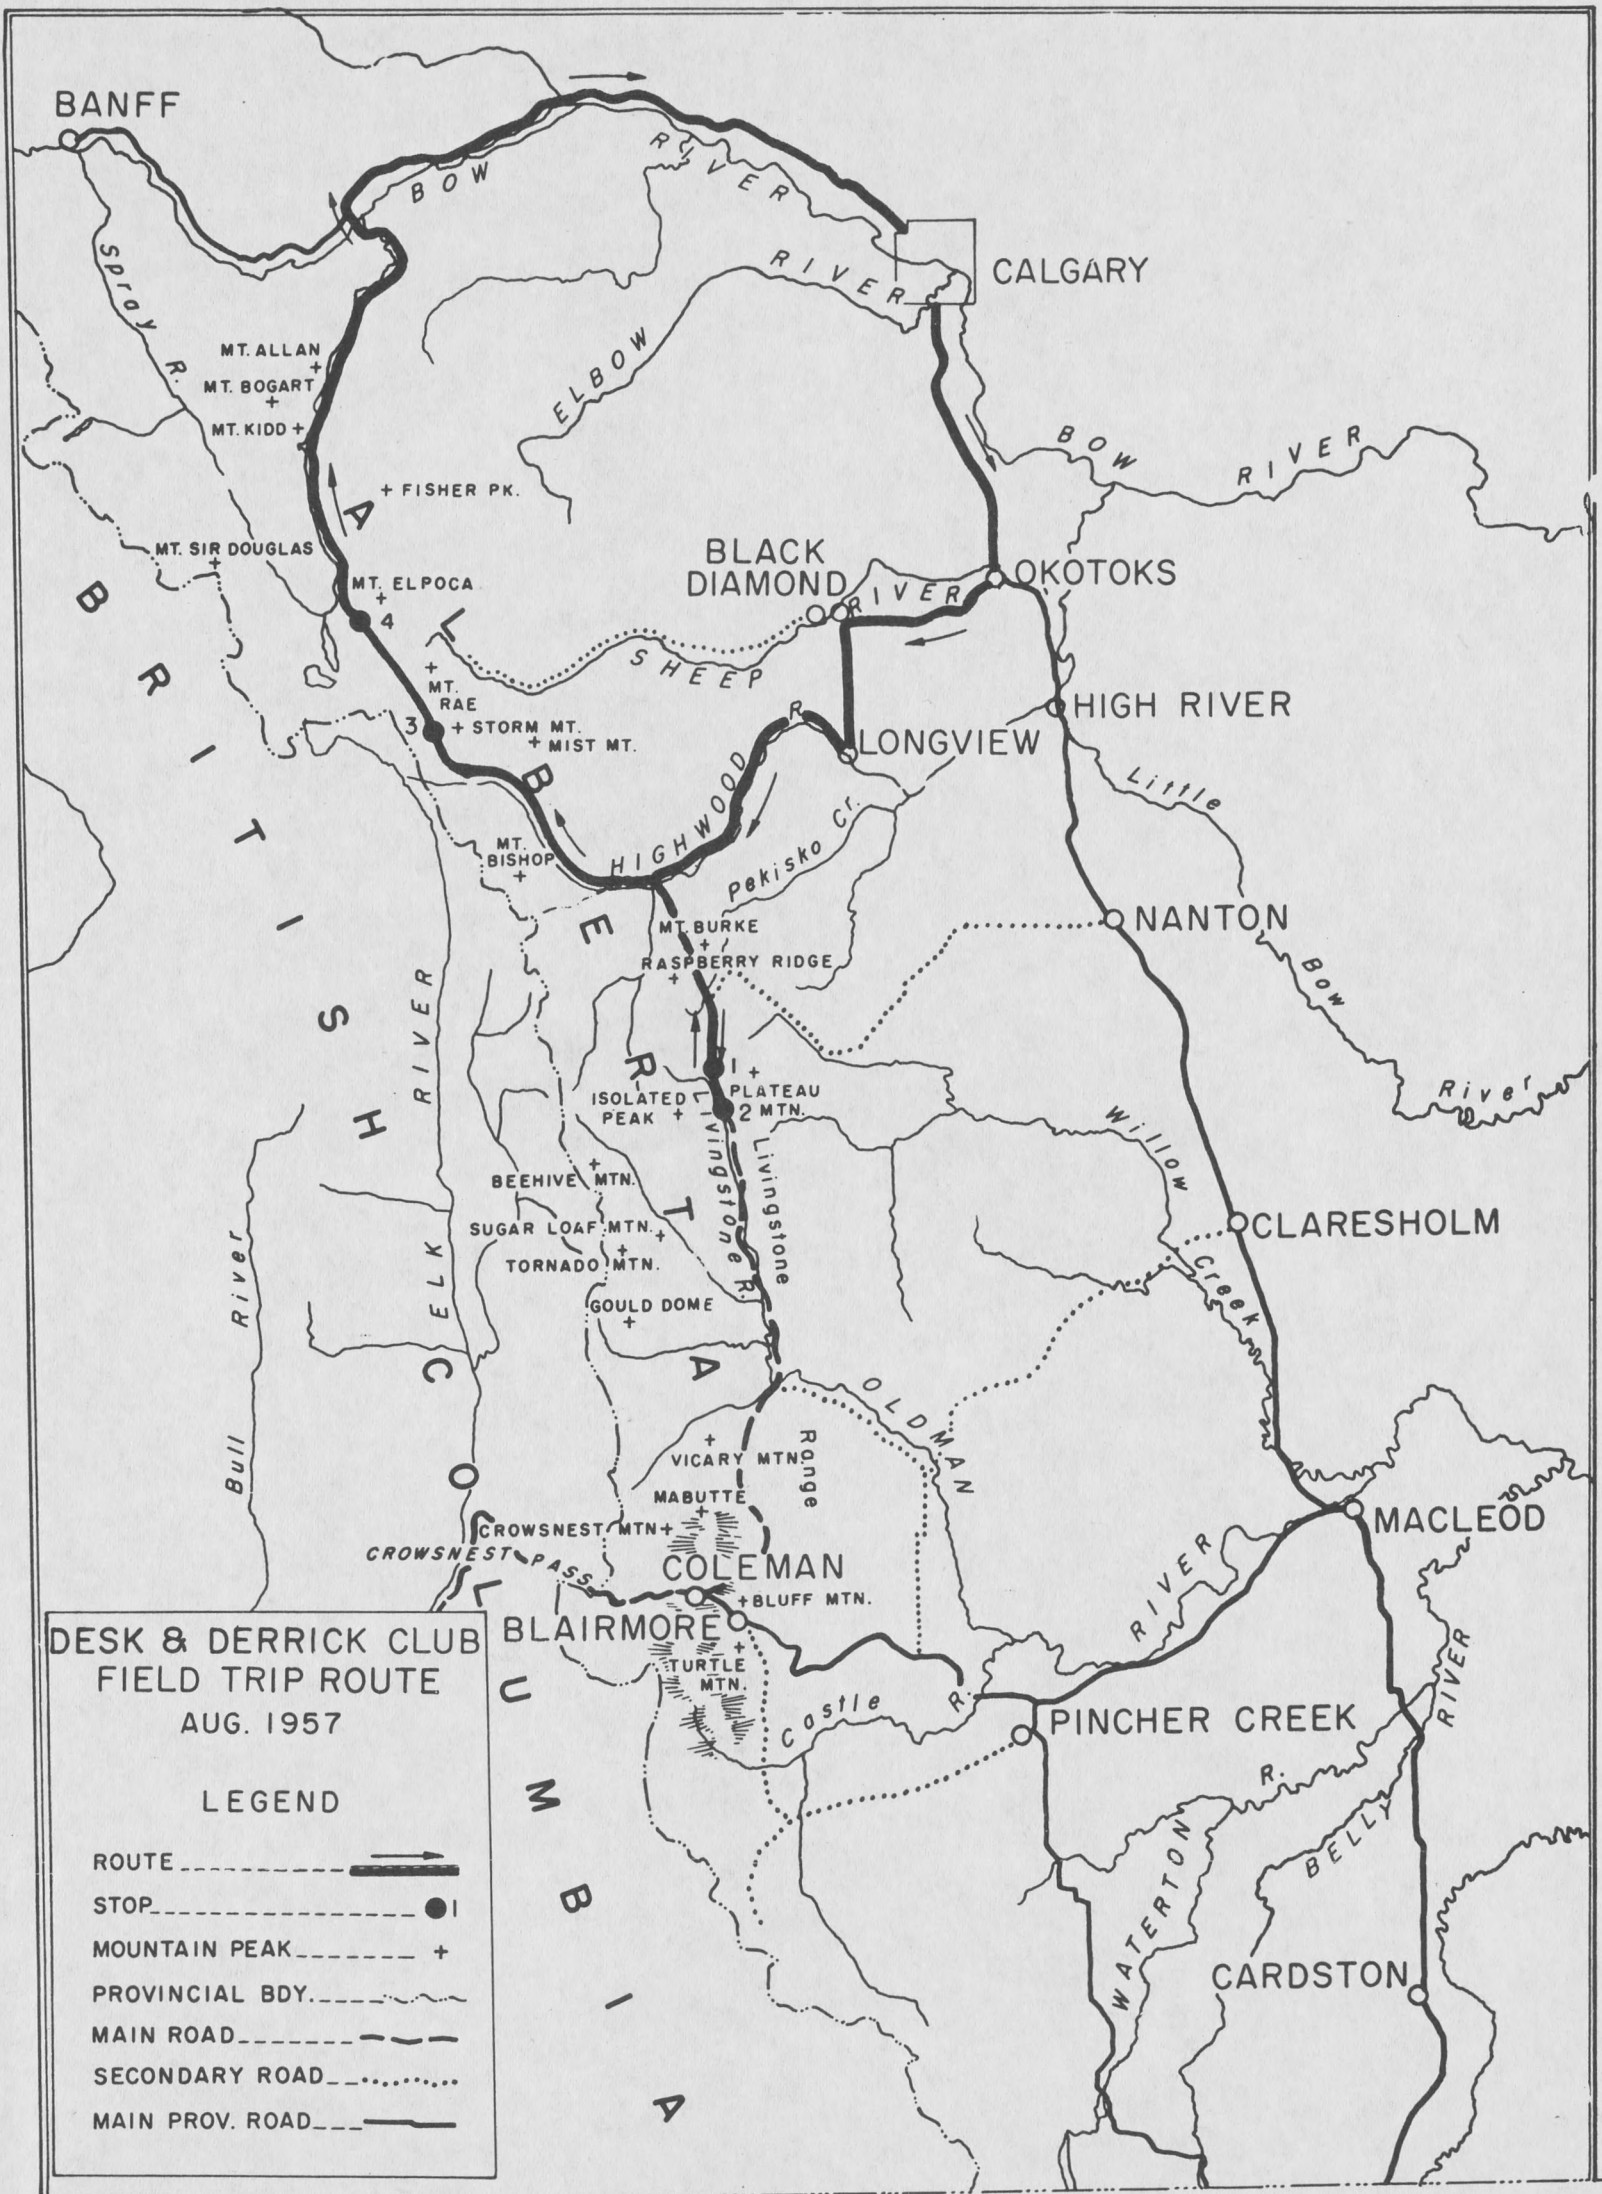 BANFF
BOW
RIVER
CALGARY
Spray
R.
RIVER
ELBOW
MT. ALLAN
MT. BOGART
MT. KIDD
BOW
RIVER
FISHER PK.
MT. SIR DOUGLAS
MT. ELPOCA
4
BLACK
DIAMOND
RIVER
OKOTOKS
SHEEP
MT.
RAE
3
STORM MT.
MIST MT.
R.
LONGVIEW
HIGH RIVER
HIGHWOOD
Little
Pekisko Cr.
MT.
BISHOP
NANTON
MT. BURKE
RASPBERRY RIDGE
Bow
River
1
PLATEAU
2 MTN.
ISOLATED
PEAK
Livingstone R.
Livingstone
Range
Willow
Creek
BEEHIVE MTN.
SUGAR LOAF MTN.
TORNADO MTN.
GOULD DOME
CLARESHOLM
ELK RIVER
Bull River
OLDMAN
RIVER
VICARY MTN.
MABUTTE
CROWSNEST MTN
CROWSNEST PASS
COLEMAN
BLUFF MTN.
BLAIRMORE
TURTLE
MTN.
MACLEOD
Castle R.
PINCHER CREEK
RIVER
R.
BELLY
WATERTON
CARDSTON
ALBERTA
BRITISH COLUMBIA
DESK & DERRICK CLUB
FIELD TRIP ROUTE
AUG. 1957
LEGEND
ROUTE
STOP 1
MOUNTAIN PEAK +
PROVINCIAL BDY.
MAIN ROAD
SECONDARY ROAD
MAIN PROV. ROAD